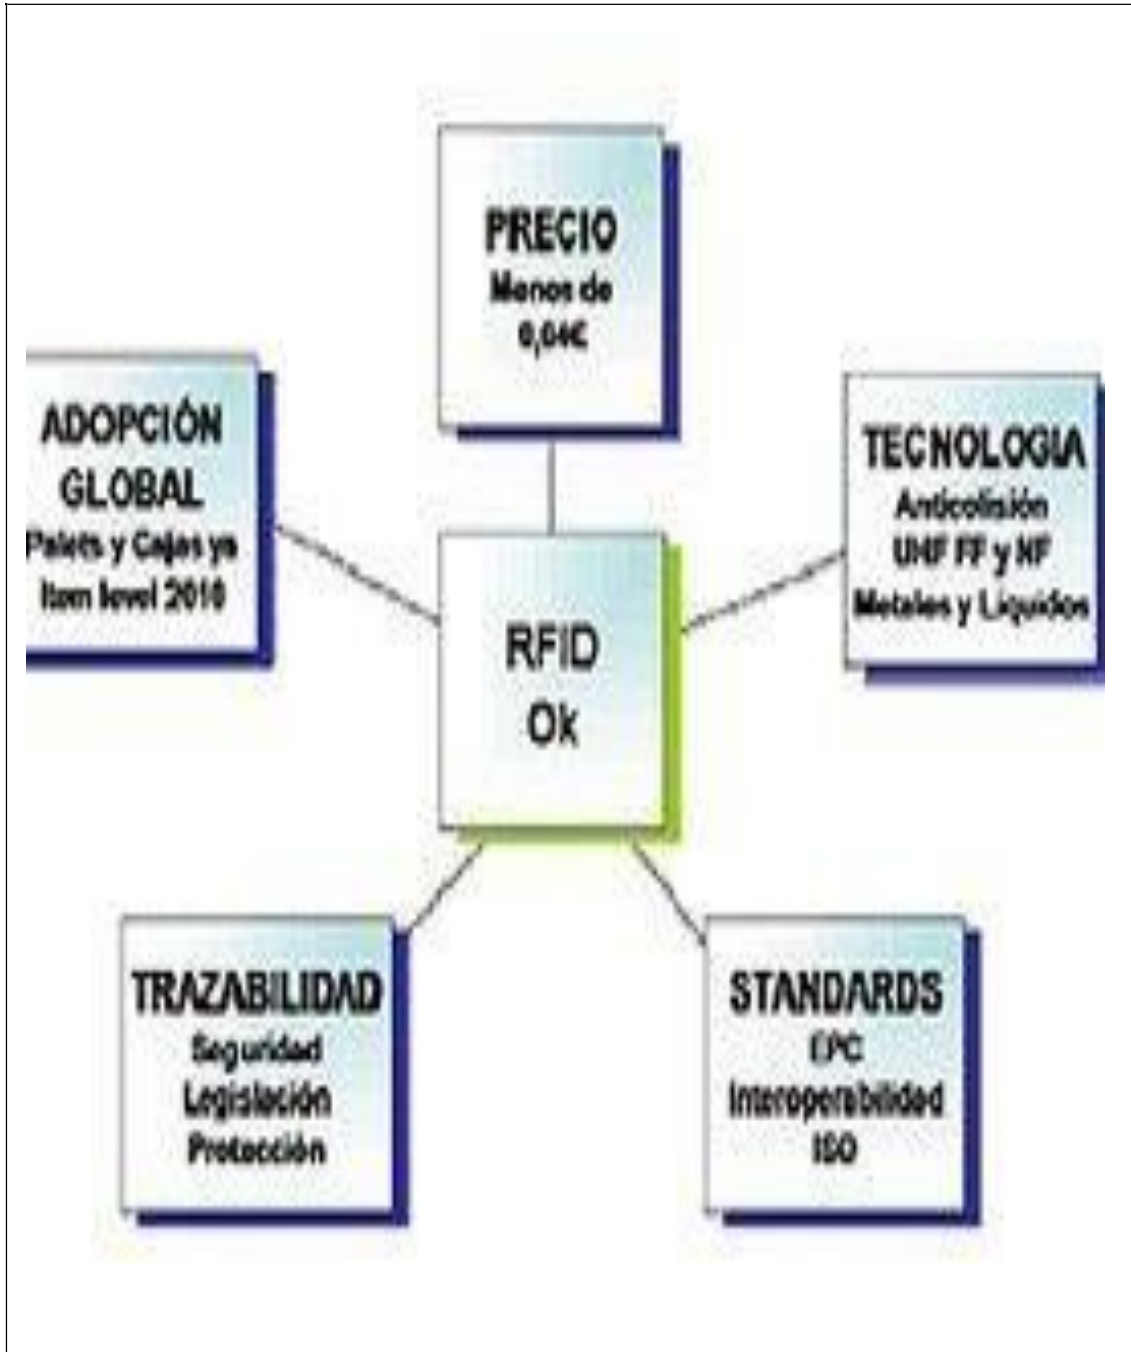 PRECIO
Menos de
0,04€
ADOPCIÓN
GLOBAL
Palets y Cajas ya
Item level 2010
TECNOLOGIA
Anticolisión
UHF FF y NF
Metales y Líquidos
RFID
Ok
TRAZABILIDAD
Seguridad
Legislación
Protección
STANDARDS
EPC
Interoperabilidad
ISO